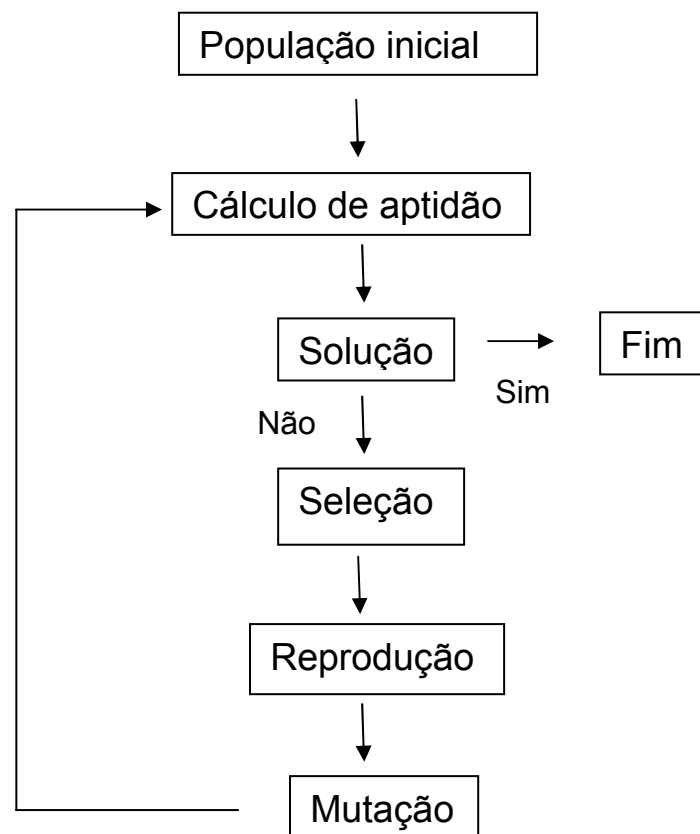 População inicial
Cálculo de aptidão
Solução
Fim
Sim
Não
Seleção
Reprodução
Mutação